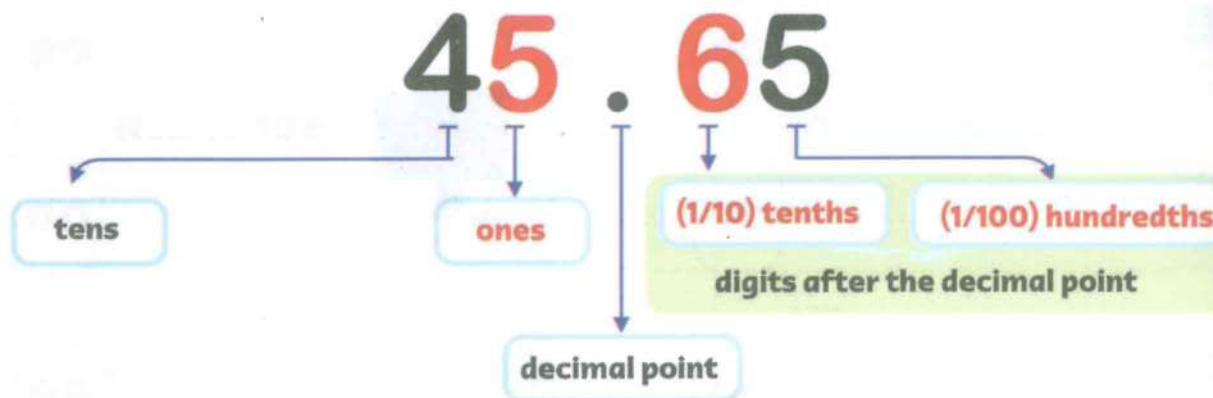 45.65
tens
ones
(1/10) tenths
(1/100) hundredths
digits after the decimal point
decimal point